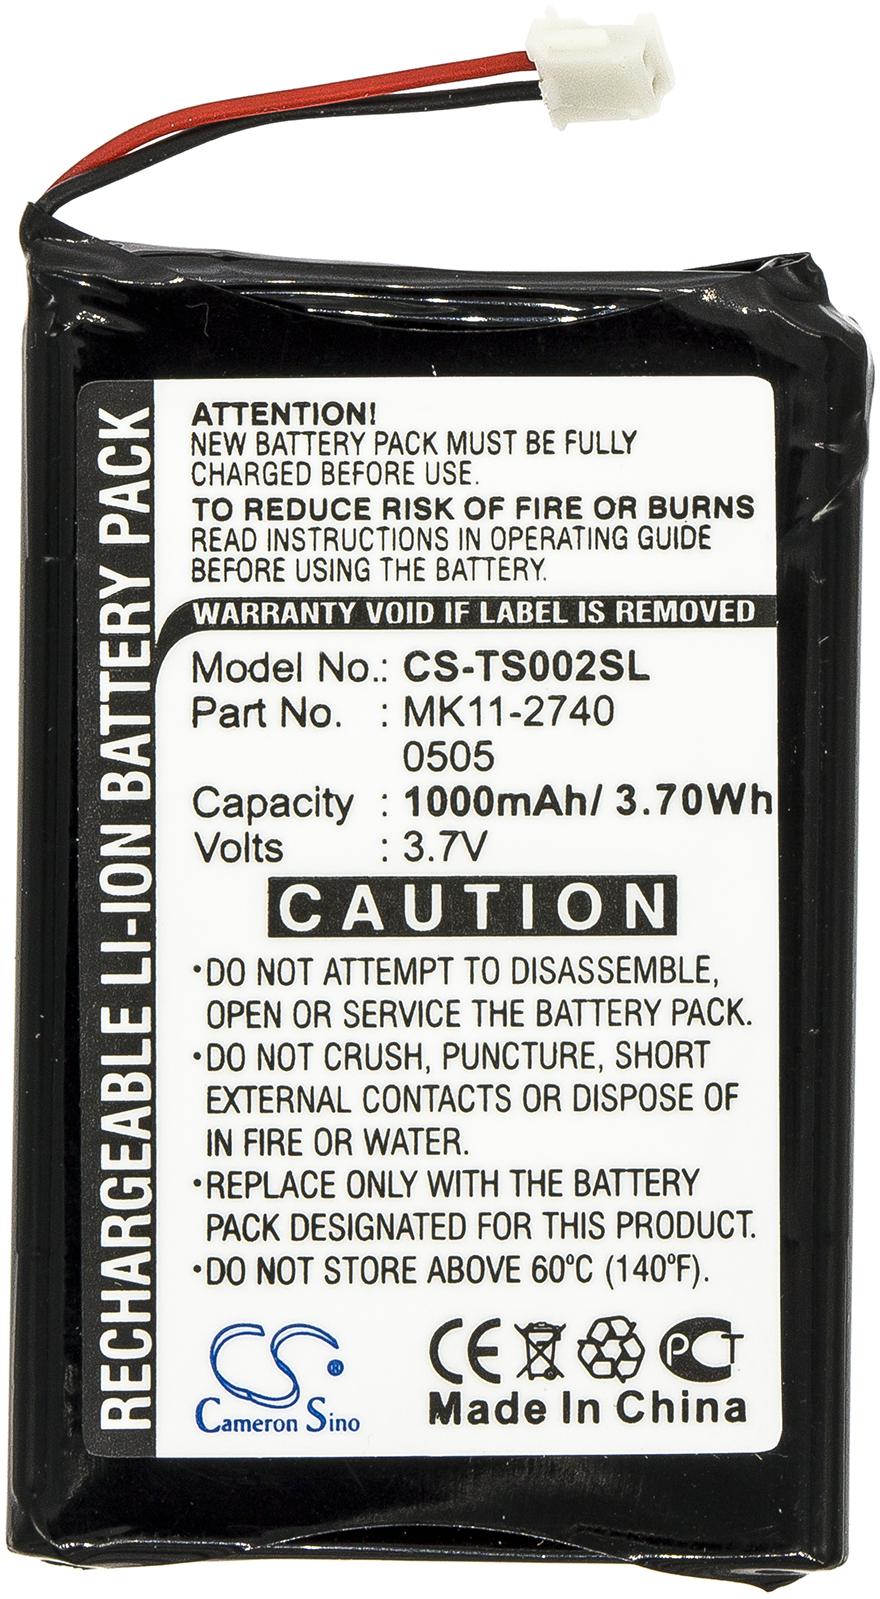 RECHARGEABLE LI-ION BATTERY PACK
ATTENTION!
NEW BATTERY PACK MUST BE FULLY
CHARGED BEFORE USE.
TO REDUCE RISK OF FIRE OR BURNS
READ INSTRUCTIONS IN OPERATING GUIDE
BEFORE USING THE BATTERY.
WARRANTY VOID IF LABEL IS REMOVED
Model No.: CS-TS002SL
Part No. : MK11-2740
0505
Capacity : 1000mAh/ 3.70Wh
Volts : 3.7V
CAUTION
•DO NOT ATTEMPT TO DISASSEMBLE,
OPEN OR SERVICE THE BATTERY PACK.
•DO NOT CRUSH, PUNCTURE, SHORT
EXTERNAL CONTACTS OR DISPOSE OF
IN FIRE OR WATER.
•REPLACE ONLY WITH THE BATTERY
PACK DESIGNATED FOR THIS PRODUCT.
•DO NOT STORE ABOVE 60ºC (140ºF).
CS ®
Cameron Sino
CE PCT
Made In China